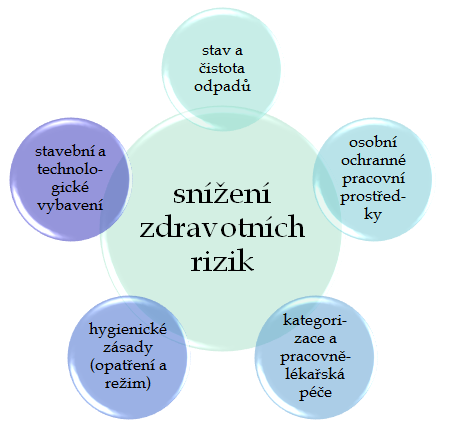 stav a
čistota
odpadů
osobní
ochranné
pracovní
prostřed-
ky
kategori-
zace a
pracovně-
lékařská
péče
hygienické
zásady
(opatření a
režim)
stavební a
technolo-
gické
vybavení
snížení
zdravotních
rizik